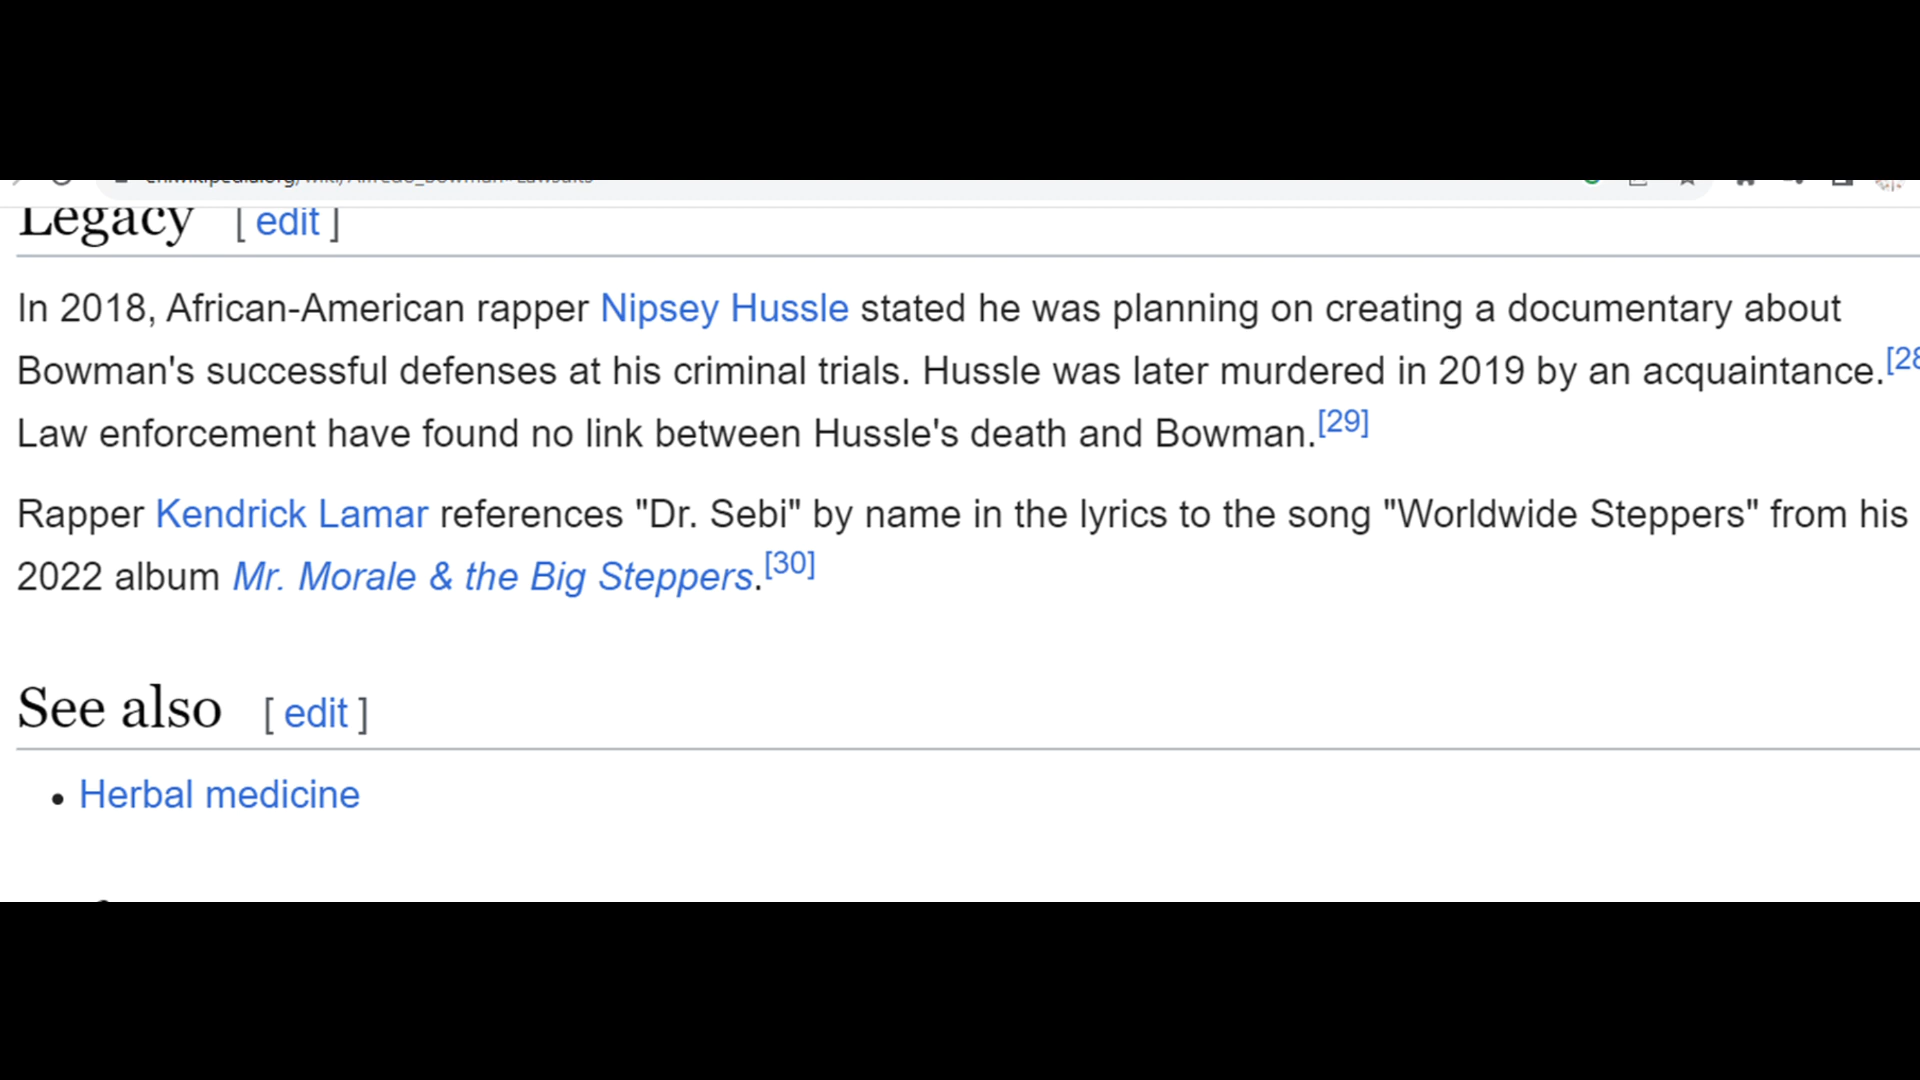 Legacy [ edit ]
In 2018, African-American rapper Nipsey Hussle stated he was planning on creating a documentary about
Bowman's successful defenses at his criminal trials. Hussle was later murdered in 2019 by an acquaintance.[28
Law enforcement have found no link between Hussle's death and Bowman.[29]
Rapper Kendrick Lamar references "Dr. Sebi" by name in the lyrics to the song "Worldwide Steppers" from his
2022 album Mr. Morale & the Big Steppers.[30]
See also [ edit ]
• Herbal medicine